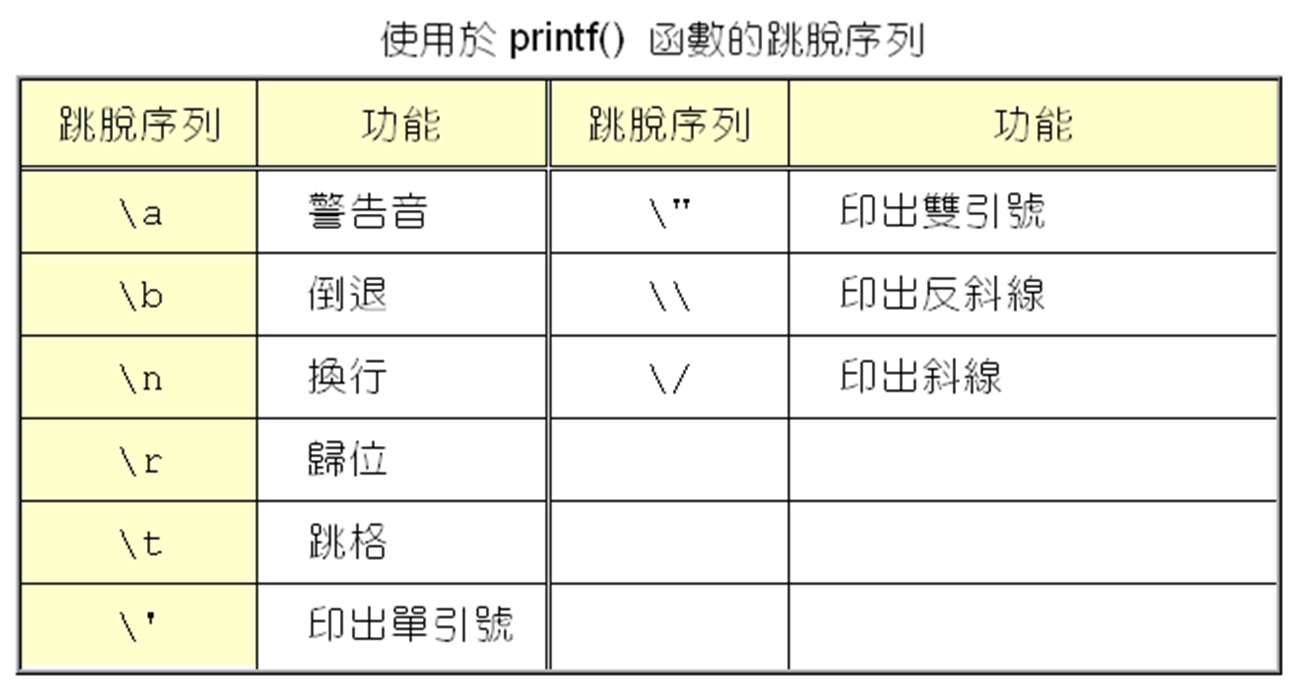 使用於 printf() 函數的跳脫序列
跳脫序列 功能 跳脫序列 功能
\a 警告音 \" 印出雙引號
\b 倒退 \\ 印出反斜線
\n 換行 \/ 印出斜線
\r 歸位
\t 跳格
\' 印出單引號